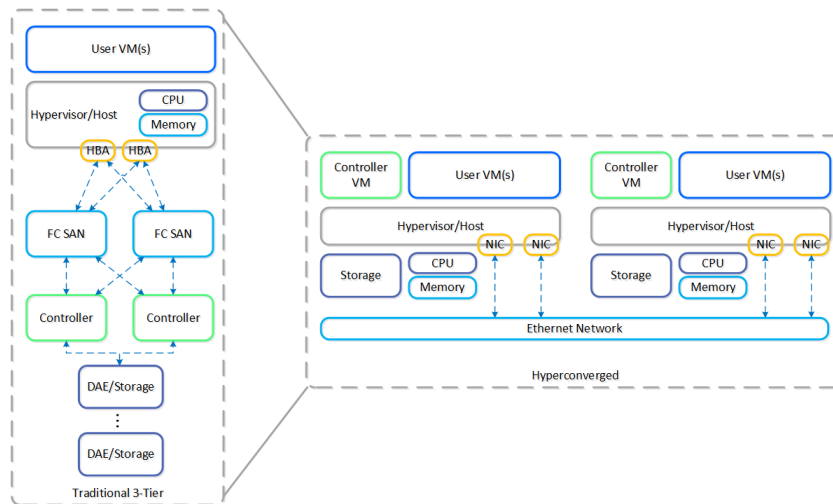 User VM(s)
Hypervisor/Host
CPU
Memory
HBA
HBA
FC SAN
FC SAN
Controller
Controller
DAE/Storage
DAE/Storage
Traditional 3-Tier
Controller
VM
User VM(s)
Hypervisor/Host
NIC
NIC
Storage
CPU
Memory
Controller
VM
User VM(s)
Hypervisor/Host
NIC
NIC
Storage
CPU
Memory
Ethernet Network
Hyperconverged